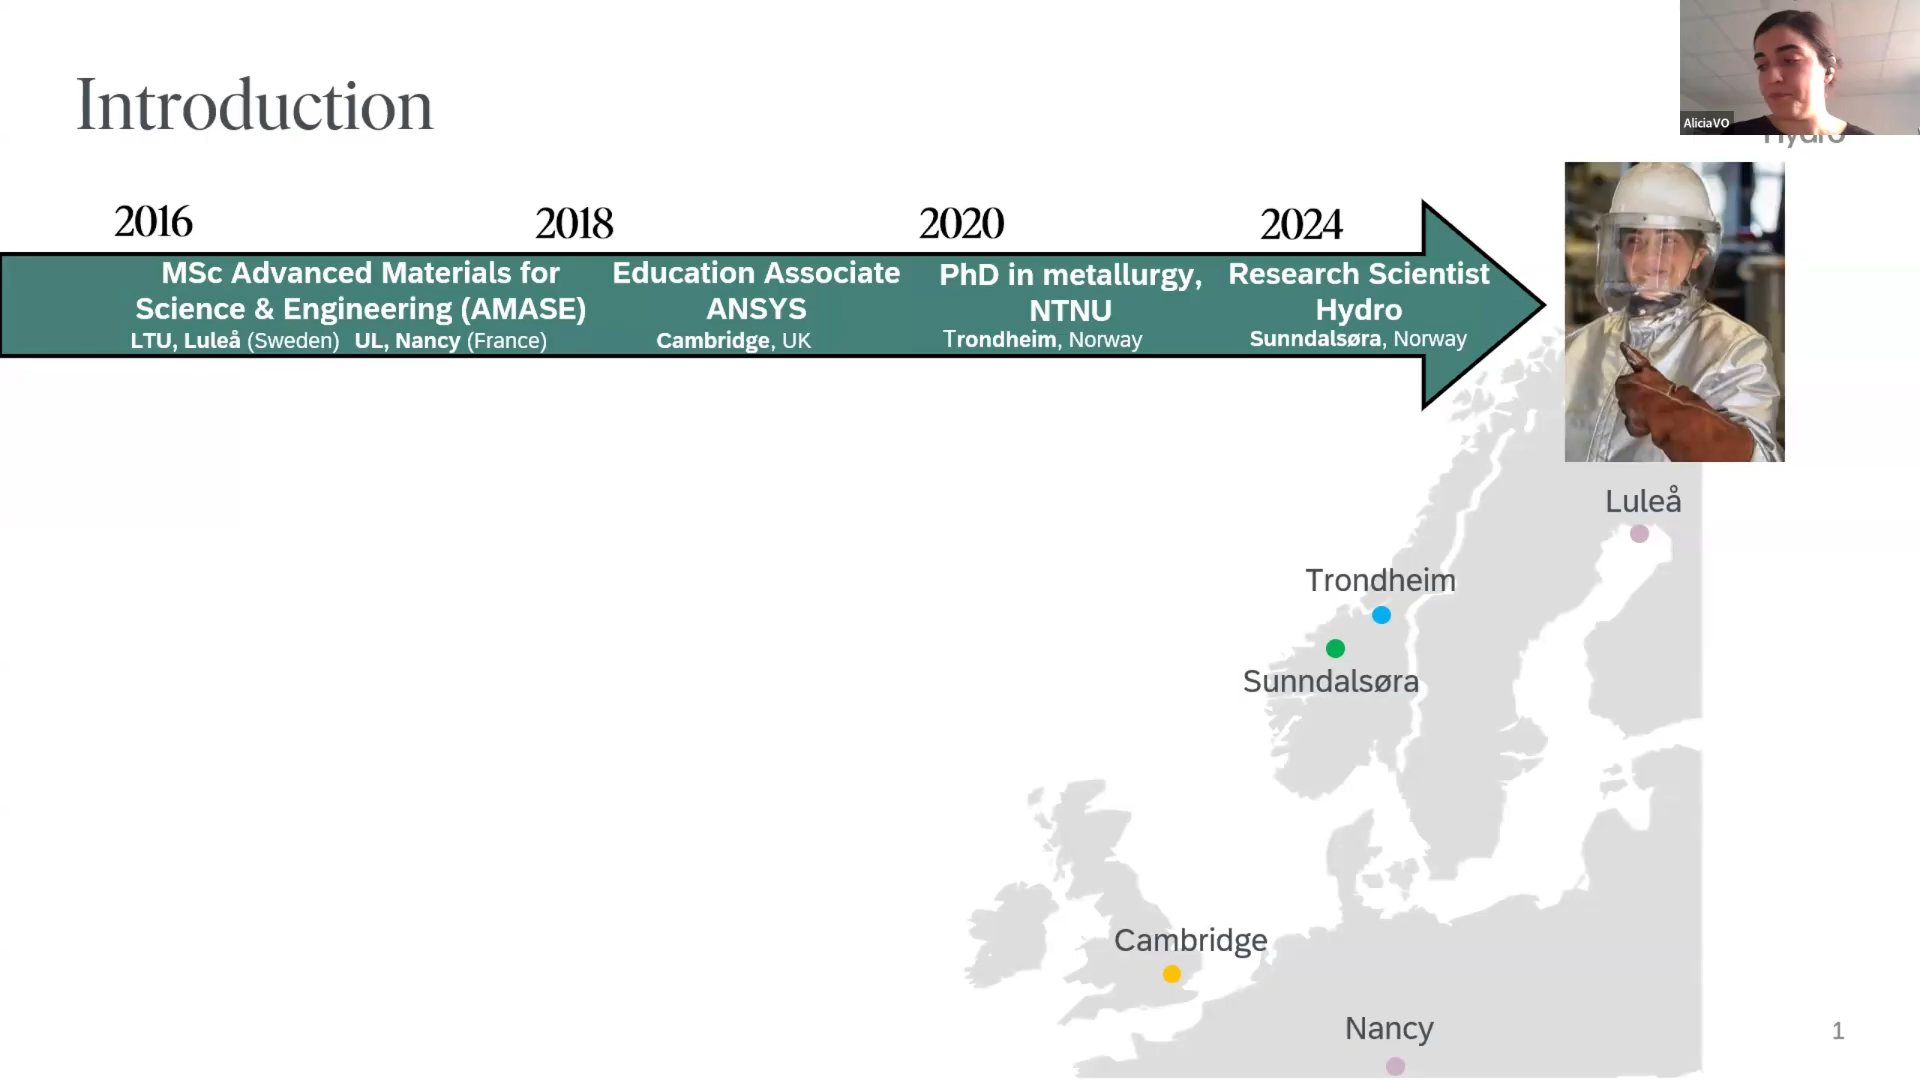 Introduction
AliciaVO
Hydro
2016 2018 2020 2024
MSc Advanced Materials for
Science & Engineering (AMASE)
LTU, Luleå (Sweden) UL, Nancy (France)
Education Associate
ANSYS
Cambridge, UK
PhD in metallurgy,
NTNU
Trondheim, Norway
Research Scientist
Hydro
Sunndalsøra, Norway
Luleå
Trondheim
Sunndalsøra
Cambridge
Nancy
1